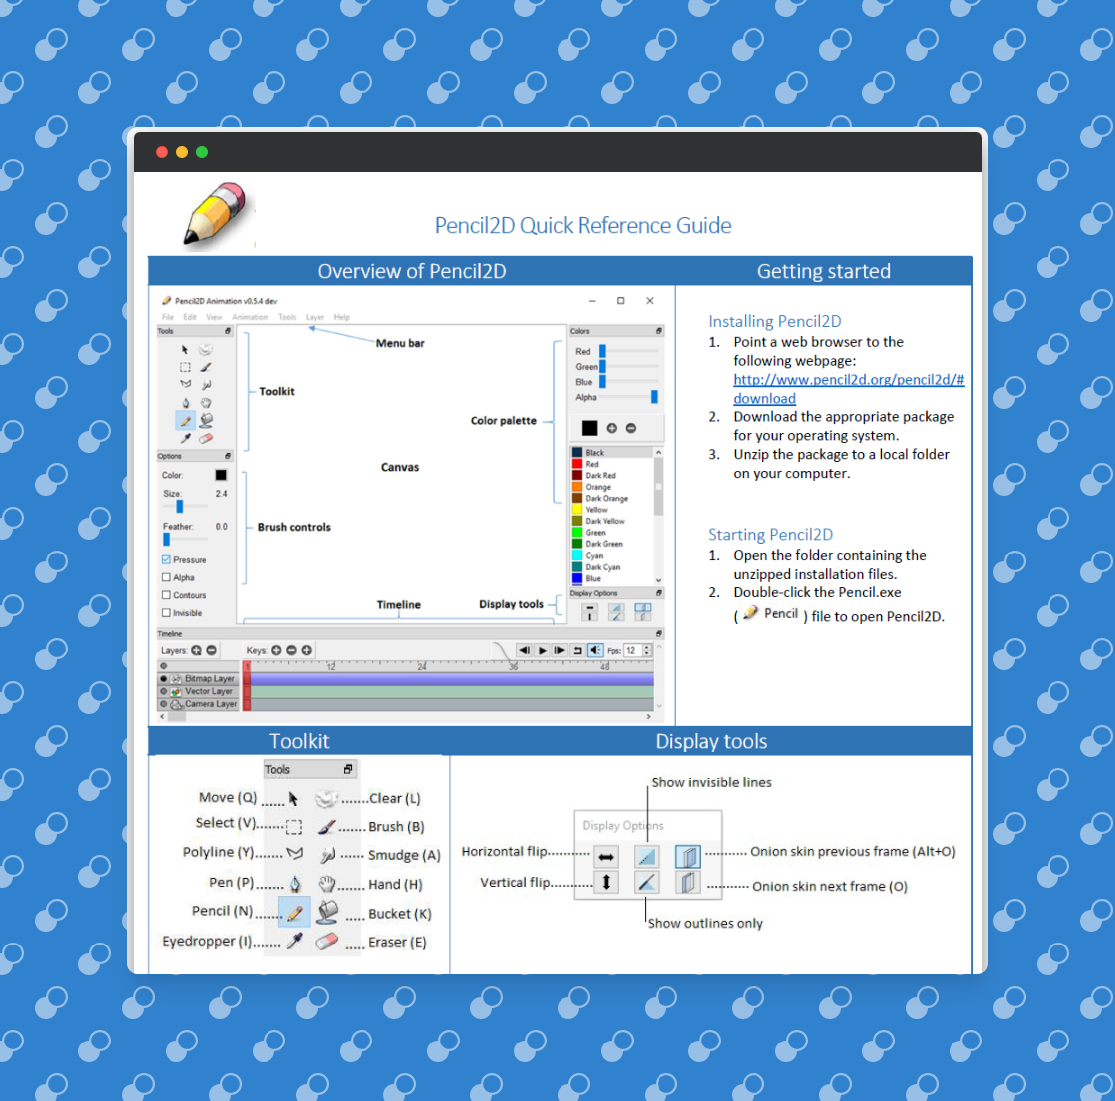 Pencil2D Quick Reference Guide
Overview of Pencil2D
Getting started
Pencil2D Animation v0.5.4 dev
File Edit View Animation Tools Layer Help
Tools
Menu bar
Toolkit
Canvas
Color palette
Options
Color:
Size: 2.4
Feather: 0.0
Brush controls
Pressure
Alpha
Contours
Invisible
Timeline
Display tools
Colors
Red
Green
Blue
Alpha
Black
Red
Dark Red
Orange
Dark Orange
Yellow
Dark Yellow
Green
Dark Green
Cyan
Dark Cyan
Blue
Display Options
Timeline
Layers: Keys: Fps: 12
1 12 24 36 48
Bitmap Layer
Vector Layer
Camera Layer
Installing Pencil2D
1. Point a web browser to the
following webpage:
http://www.pencil2d.org/pencil2d/#
download
2. Download the appropriate package
for your operating system.
3. Unzip the package to a local folder
on your computer.
Starting Pencil2D
1. Open the folder containing the
unzipped installation files.
2. Double-click the Pencil.exe
( Pencil ) file to open Pencil2D.
Toolkit
Tools
Move (Q) ...... ......Clear (L)
Select (V)...... ...... Brush (B)
Polyline (Y)...... ..... Smudge (A)
Pen (P) ...... ...... Hand (H)
Pencil (N)...... ..... Bucket (K)
Eyedropper (I)...... ..... Eraser (E)
Display tools
Show invisible lines
Display Options
Horizontal flip......... ......... Onion skin previous frame (Alt+O)
Vertical flip......... ......... Onion skin next frame (O)
Show outlines only